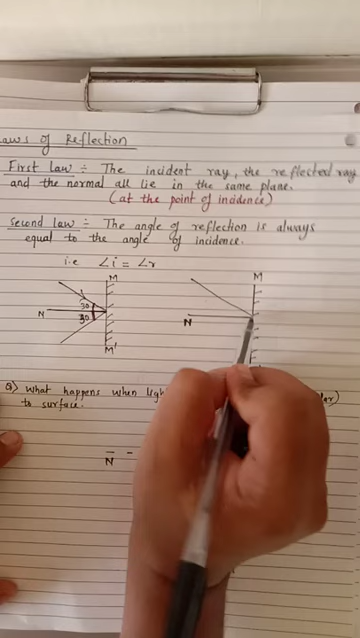 Laws of Reflection
First Law :- The incident ray, the reflected ray
and the normal all lie in the same plane.
(at the point of incidence)
Second law :- The angle of reflection is always
equal to the angle of incidence.
i.e ∠i = ∠r
M
M
30
N
30
N
M'
Q) What happens when lig
to surface.
N